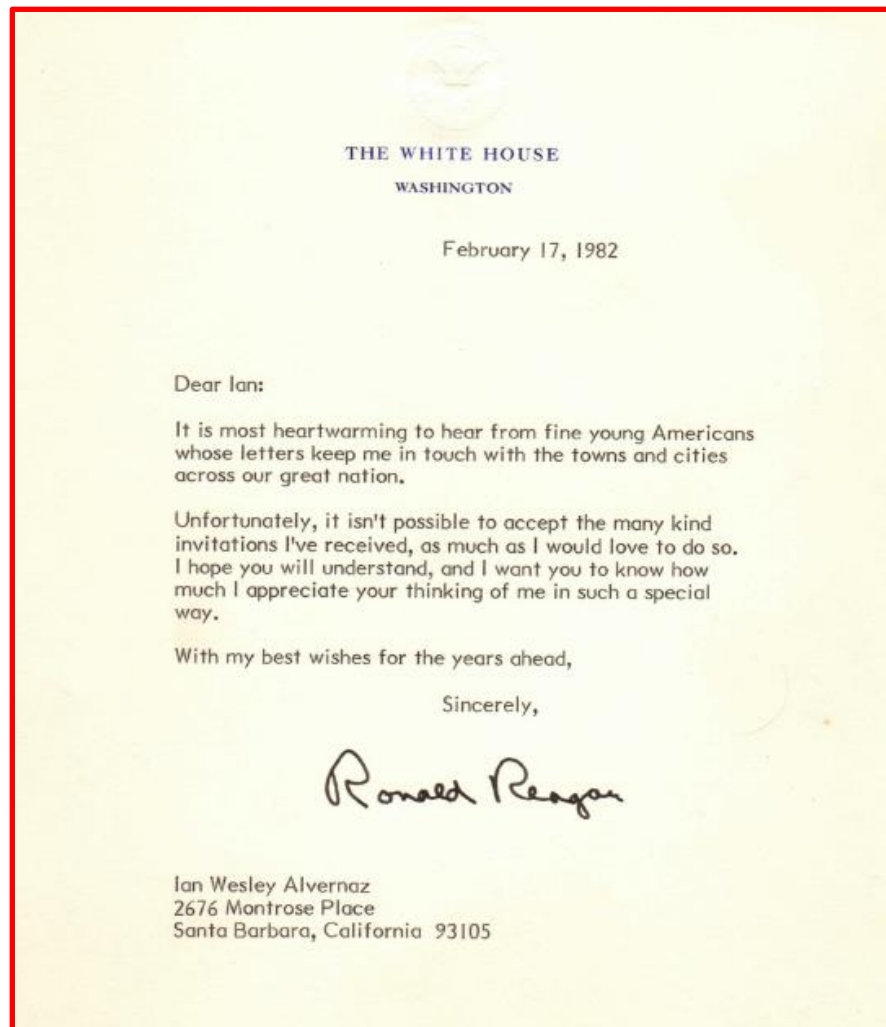 THE WHITE HOUSE
WASHINGTON
February 17, 1982
Dear Ian:
It is most heartwarming to hear from fine young Americans
whose letters keep me in touch with the towns and cities
across our great nation.
Unfortunately, it isn't possible to accept the many kind
invitations I've received, as much as I would love to do so.
I hope you will understand, and I want you to know how
much I appreciate your thinking of me in such a special
way.
With my best wishes for the years ahead,
Sincerely,
Ronald Reagan
Ian Wesley Alvernaz
2676 Montrose Place
Santa Barbara, California 93105